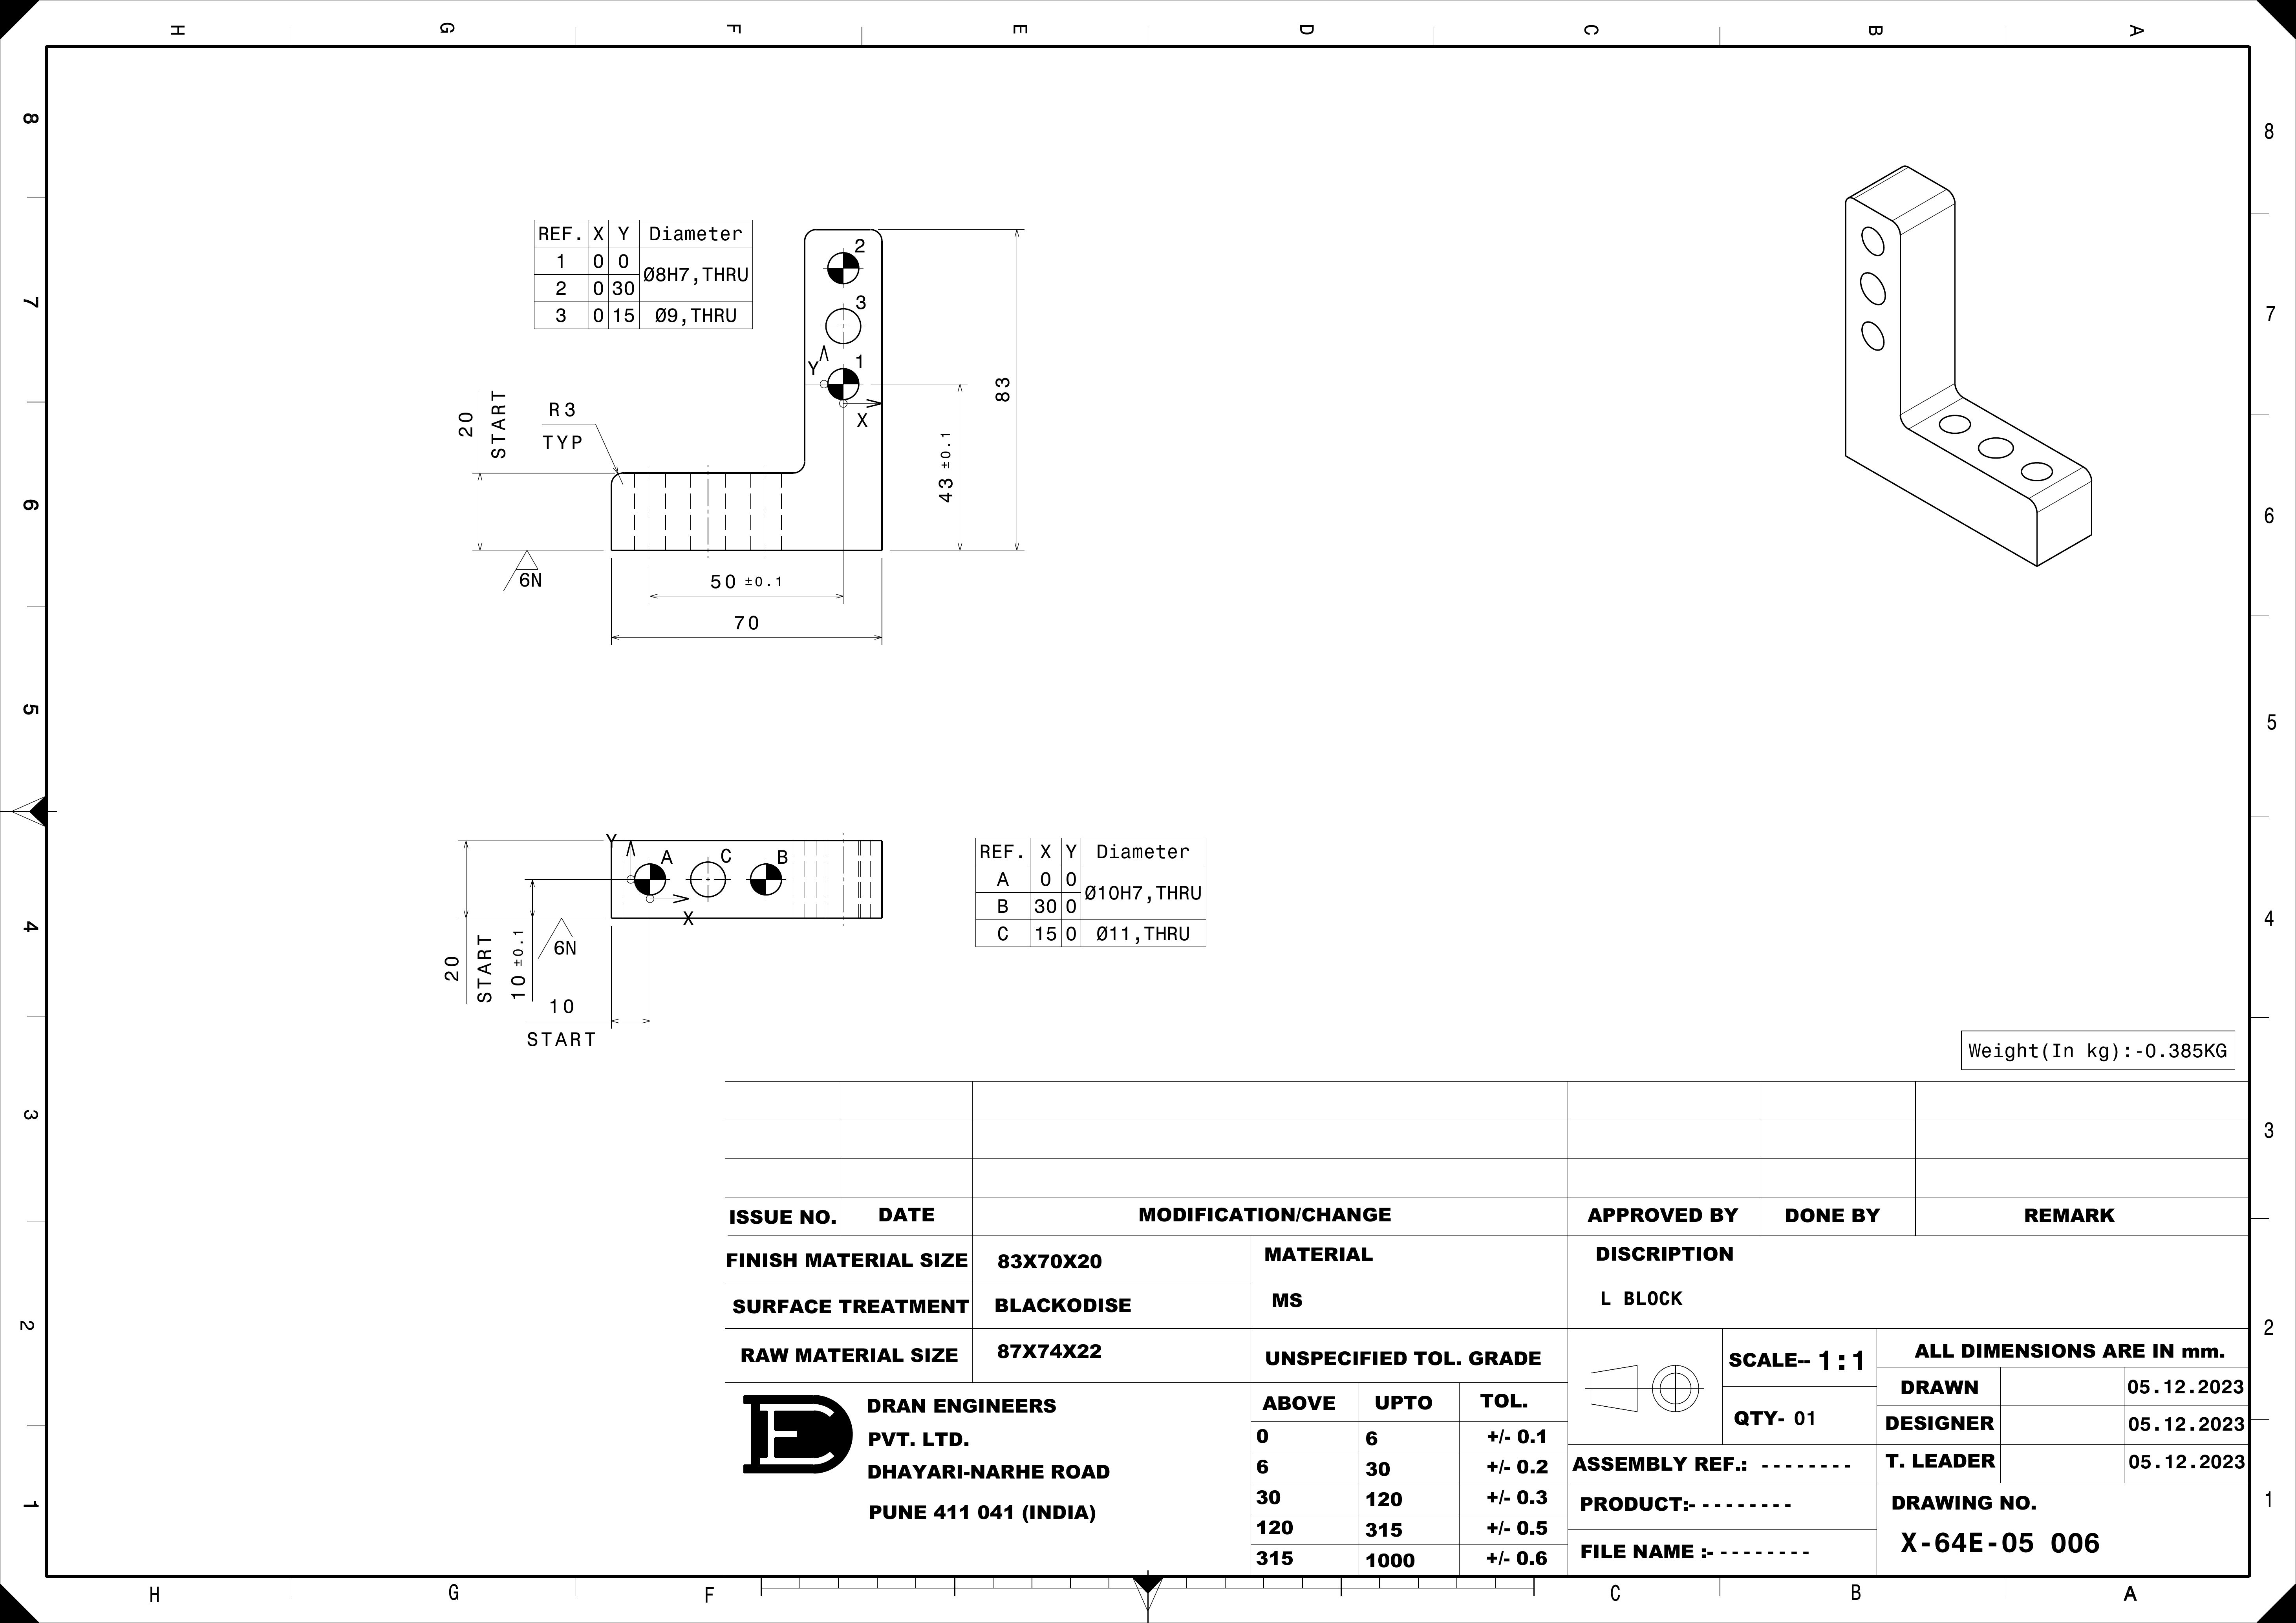 H G F E D C B A
8
8
REF. X Y Diameter
1 0 0 Ø8H7,THRU
2 0 30
3 0 15 Ø9,THRU
2
3
1
Y
X
7
7
83
20
START
R3
TYP
43 ±0.1
6
6
6N
50 ±0.1
70
5
5
Y
A
C
B
X
REF. X Y Diameter
A 0 0 Ø10H7,THRU
B 30 0
C 15 0 Ø11,THRU
4
4
20
START
10 ±0.1
6N
10
START
Weight(In kg):-0.385KG
3
3
ISSUE NO. DATE MODIFICATION/CHANGE APPROVED BY DONE BY REMARK
FINISH MATERIAL SIZE 83X70X20
MATERIAL
MS
DISCRIPTION
L BLOCK
SURFACE TREATMENT BLACKODISE
2
2
RAW MATERIAL SIZE 87X74X22
UNSPECIFIED TOL. GRADE
SCALE-- 1:1
QTY- 01
ALL DIMENSIONS ARE IN mm.
DRAWN 05.12.2023
DESIGNER 05.12.2023
T. LEADER 05.12.2023
DRAN ENGINEERS
PVT. LTD.
DHAYARI-NARHE ROAD
PUNE 411 041 (INDIA)
ABOVE UPTO TOL.
0 6 +/- 0.1
6 30 +/- 0.2
30 120 +/- 0.3
120 315 +/- 0.5
315 1000 +/- 0.6
ASSEMBLY REF.: --------
PRODUCT:---------
FILE NAME :---------
DRAWING NO.
X-64E-05 006
1
1
H G F C B A